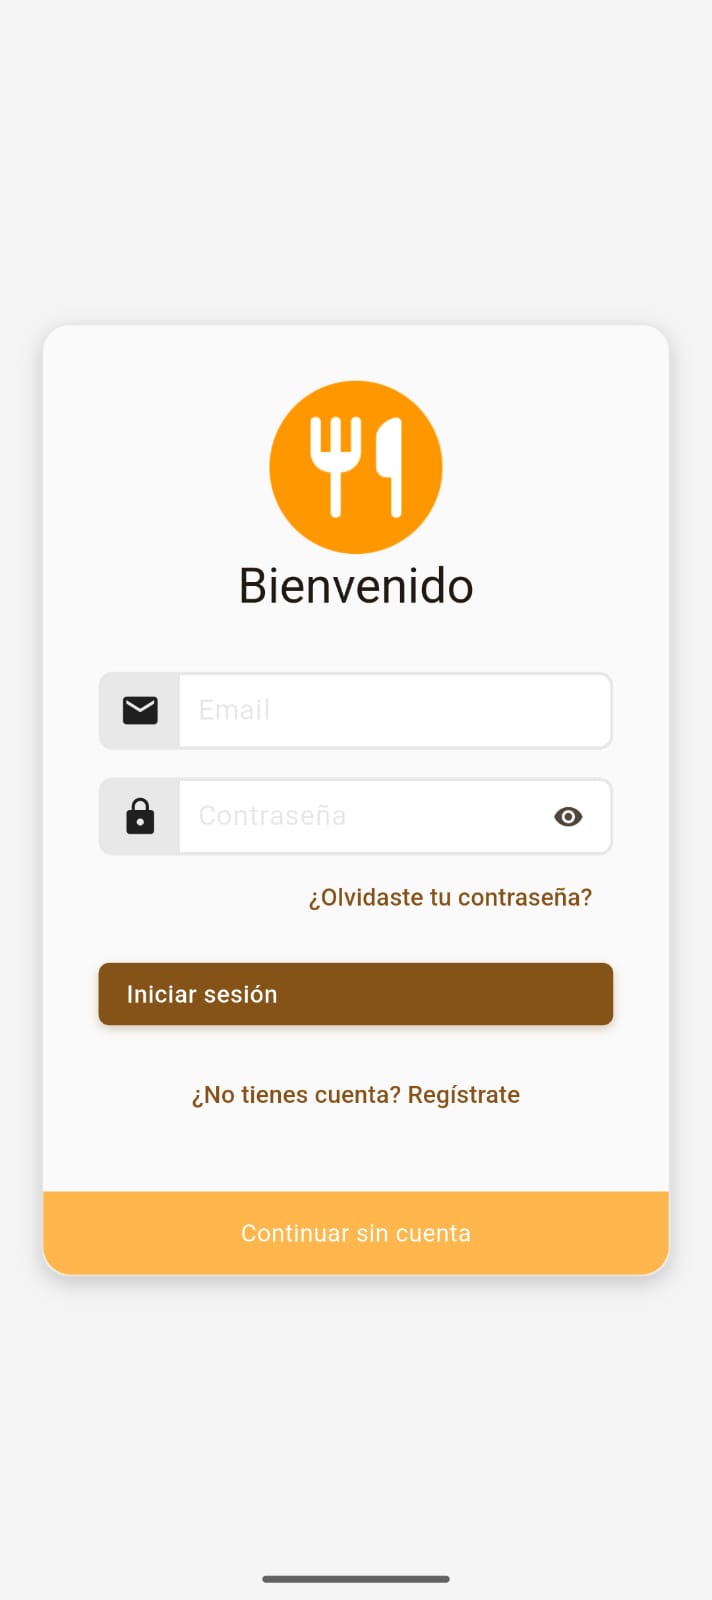 Bienvenido
Email
Contraseña
¿Olvidaste tu contraseña?
Iniciar sesión
¿No tienes cuenta? Regístrate
Continuar sin cuenta